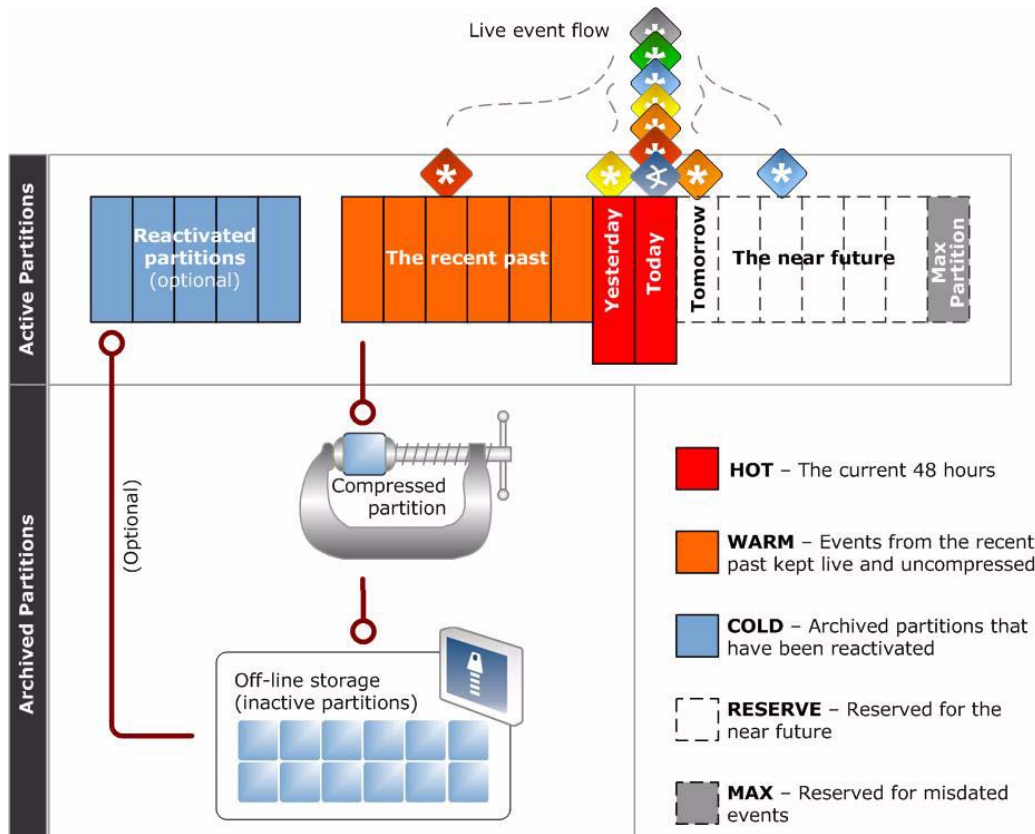 Live event flow
Active Partitions
Reactivated
partitions
(optional)
The recent past
Yesterday
Today
Tomorrow
The near future
Max
Partition
Archived Partitions
(Optional)
Compressed
partition
Off-line storage
(inactive partitions)
HOT – The current 48 hours
WARM – Events from the recent
past kept live and uncompressed
COLD – Archived partitions that
have been reactivated
RESERVE – Reserved for the
near future
MAX – Reserved for misdated
events